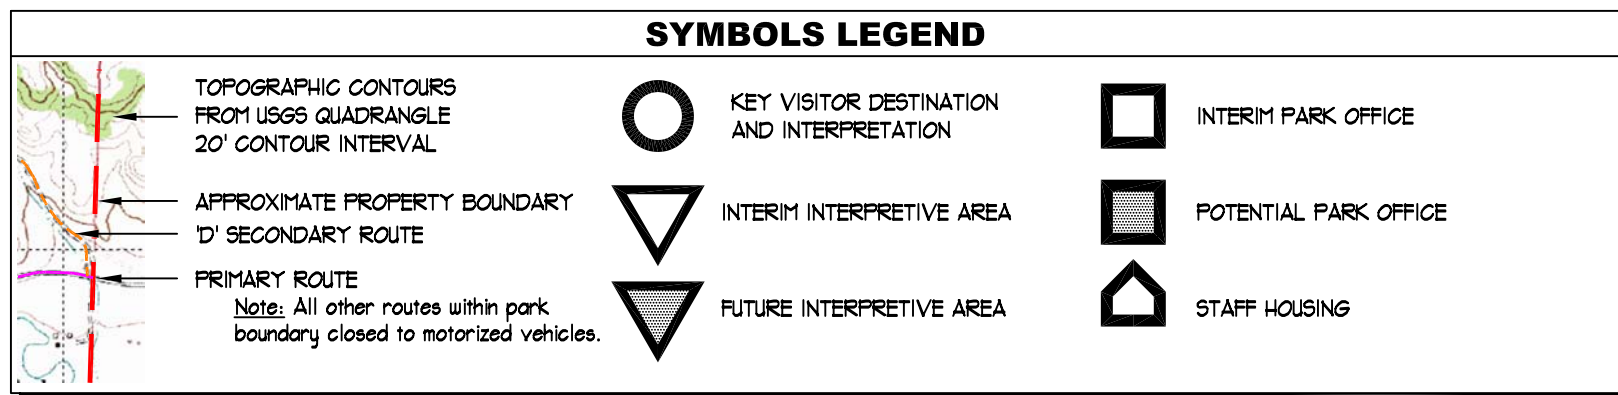 SYMBOLS LEGEND
TOPOGRAPHIC CONTOURS
FROM USGS QUADRANGLE
20' CONTOUR INTERVAL
APPROXIMATE PROPERTY BOUNDARY
'D' SECONDARY ROUTE
PRIMARY ROUTE
Note: All other routes within park
boundary closed to motorized vehicles.
KEY VISITOR DESTINATION
AND INTERPRETATION
INTERIM INTERPRETIVE AREA
FUTURE INTERPRETIVE AREA
INTERIM PARK OFFICE
POTENTIAL PARK OFFICE
STAFF HOUSING